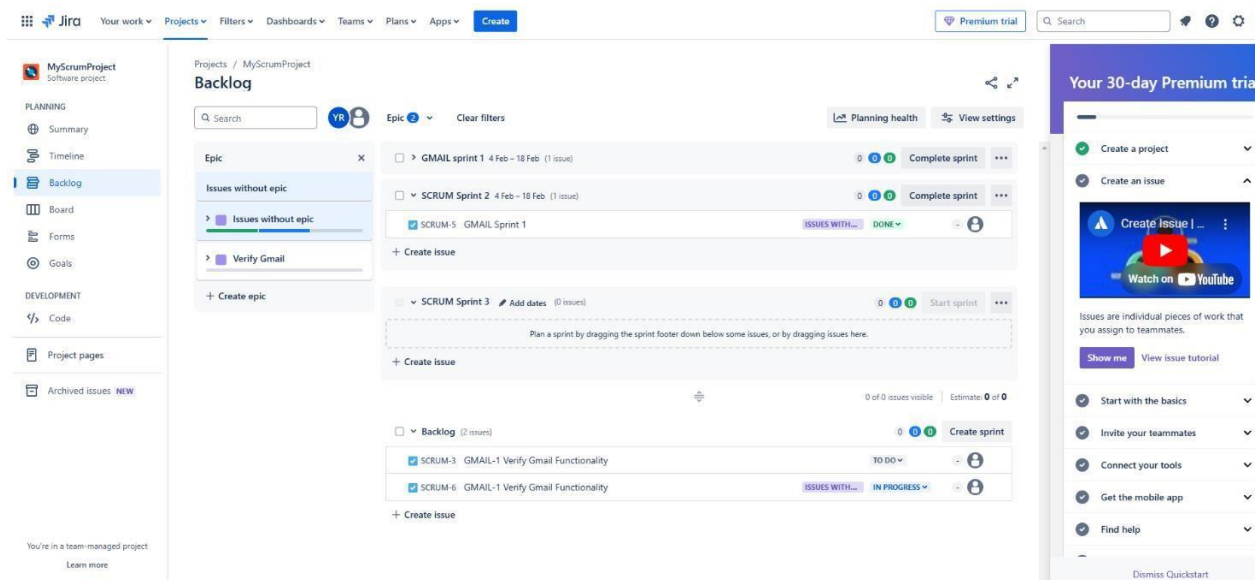 Jira Your work Projects Filters Dashboards Teams Plans Apps Create Premium trial Search
MyScrumProject
Software project
PLANNING
Summary
Timeline
Backlog
Board
Forms
Goals
DEVELOPMENT
Code
Project pages
Archived issues NEW
You're in a team-managed project
Learn more
Projects / MyScrumProject
Backlog
Search YR Epic 2 Clear filters Planning health View settings
Epic
Issues without epic
Issues without epic
Verify Gmail
+ Create epic
GMAIL sprint 1 4 Feb – 18 Feb (1 issue) 0 0 0 Complete sprint
SCRUM Sprint 2 4 Feb – 18 Feb (1 issue) 0 0 0 Complete sprint
SCRUM-5 GMAIL Sprint 1 ISSUES WITH... DONE -
+ Create issue
SCRUM Sprint 3 Add dates (0 issues) 0 0 0 Start sprint
Plan a sprint by dragging the sprint footer down below some issues, or by dragging issues here.
+ Create issue
0 of 0 issues visible Estimate: 0 of 0
Backlog (2 issues) 0 0 0 Create sprint
SCRUM-3 GMAIL-1 Verify Gmail Functionality TO DO -
SCRUM-6 GMAIL-1 Verify Gmail Functionality ISSUES WITH... IN PROGRESS -
+ Create issue
Your 30-day Premium tria
Create a project
Create an issue
Create Issue | ...
Watch on YouTube
Issues are individual pieces of work that
you assign to teammates.
Show me View issue tutorial
Start with the basics
Invite your teammates
Connect your tools
Get the mobile app
Find help
Dismiss Quickstart